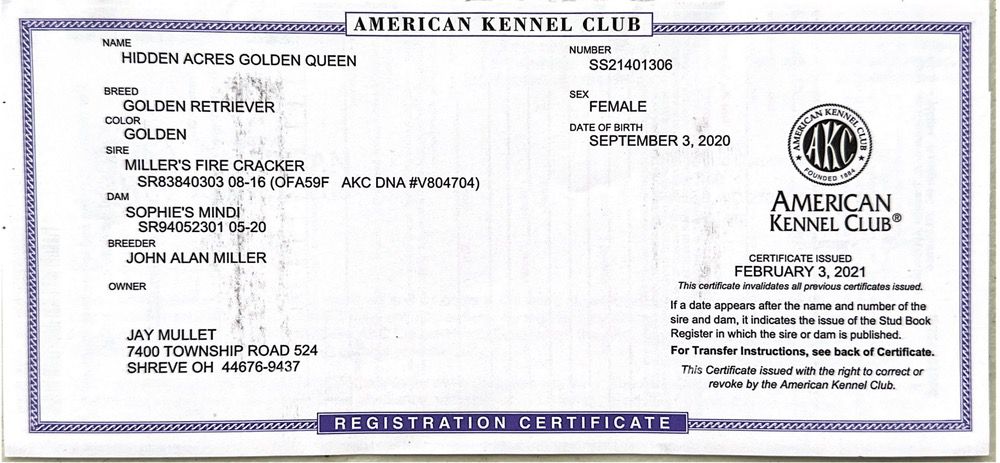 AMERICAN KENNEL CLUB
NAME
HIDDEN ACRES GOLDEN QUEEN
NUMBER
SS21401306
BREED
GOLDEN RETRIEVER
SEX
FEMALE
COLOR
GOLDEN
DATE OF BIRTH
SEPTEMBER 3, 2020
SIRE
MILLER'S FIRE CRACKER
SR83840303 08-16 (OFA59F AKC DNA #V804704)
DAM
SOPHIE'S MINDI
SR94052301 05-20
BREEDER
JOHN ALAN MILLER
OWNER
JAY MULLET
7400 TOWNSHIP ROAD 524
SHREVE OH 44676-9437
AMERICAN KENNEL CLUB
AKC
FOUNDED 1884
AMERICAN
KENNEL CLUB®
CERTIFICATE ISSUED
FEBRUARY 3, 2021
This certificate invalidates all previous certificates issued.
If a date appears after the name and number of the
sire and dam, it indicates the issue of the Stud Book
Register in which the sire or dam is published.
For Transfer Instructions, see back of Certificate.
This Certificate issued with the right to correct or
revoke by the American Kennel Club.
REGISTRATION CERTIFICATE